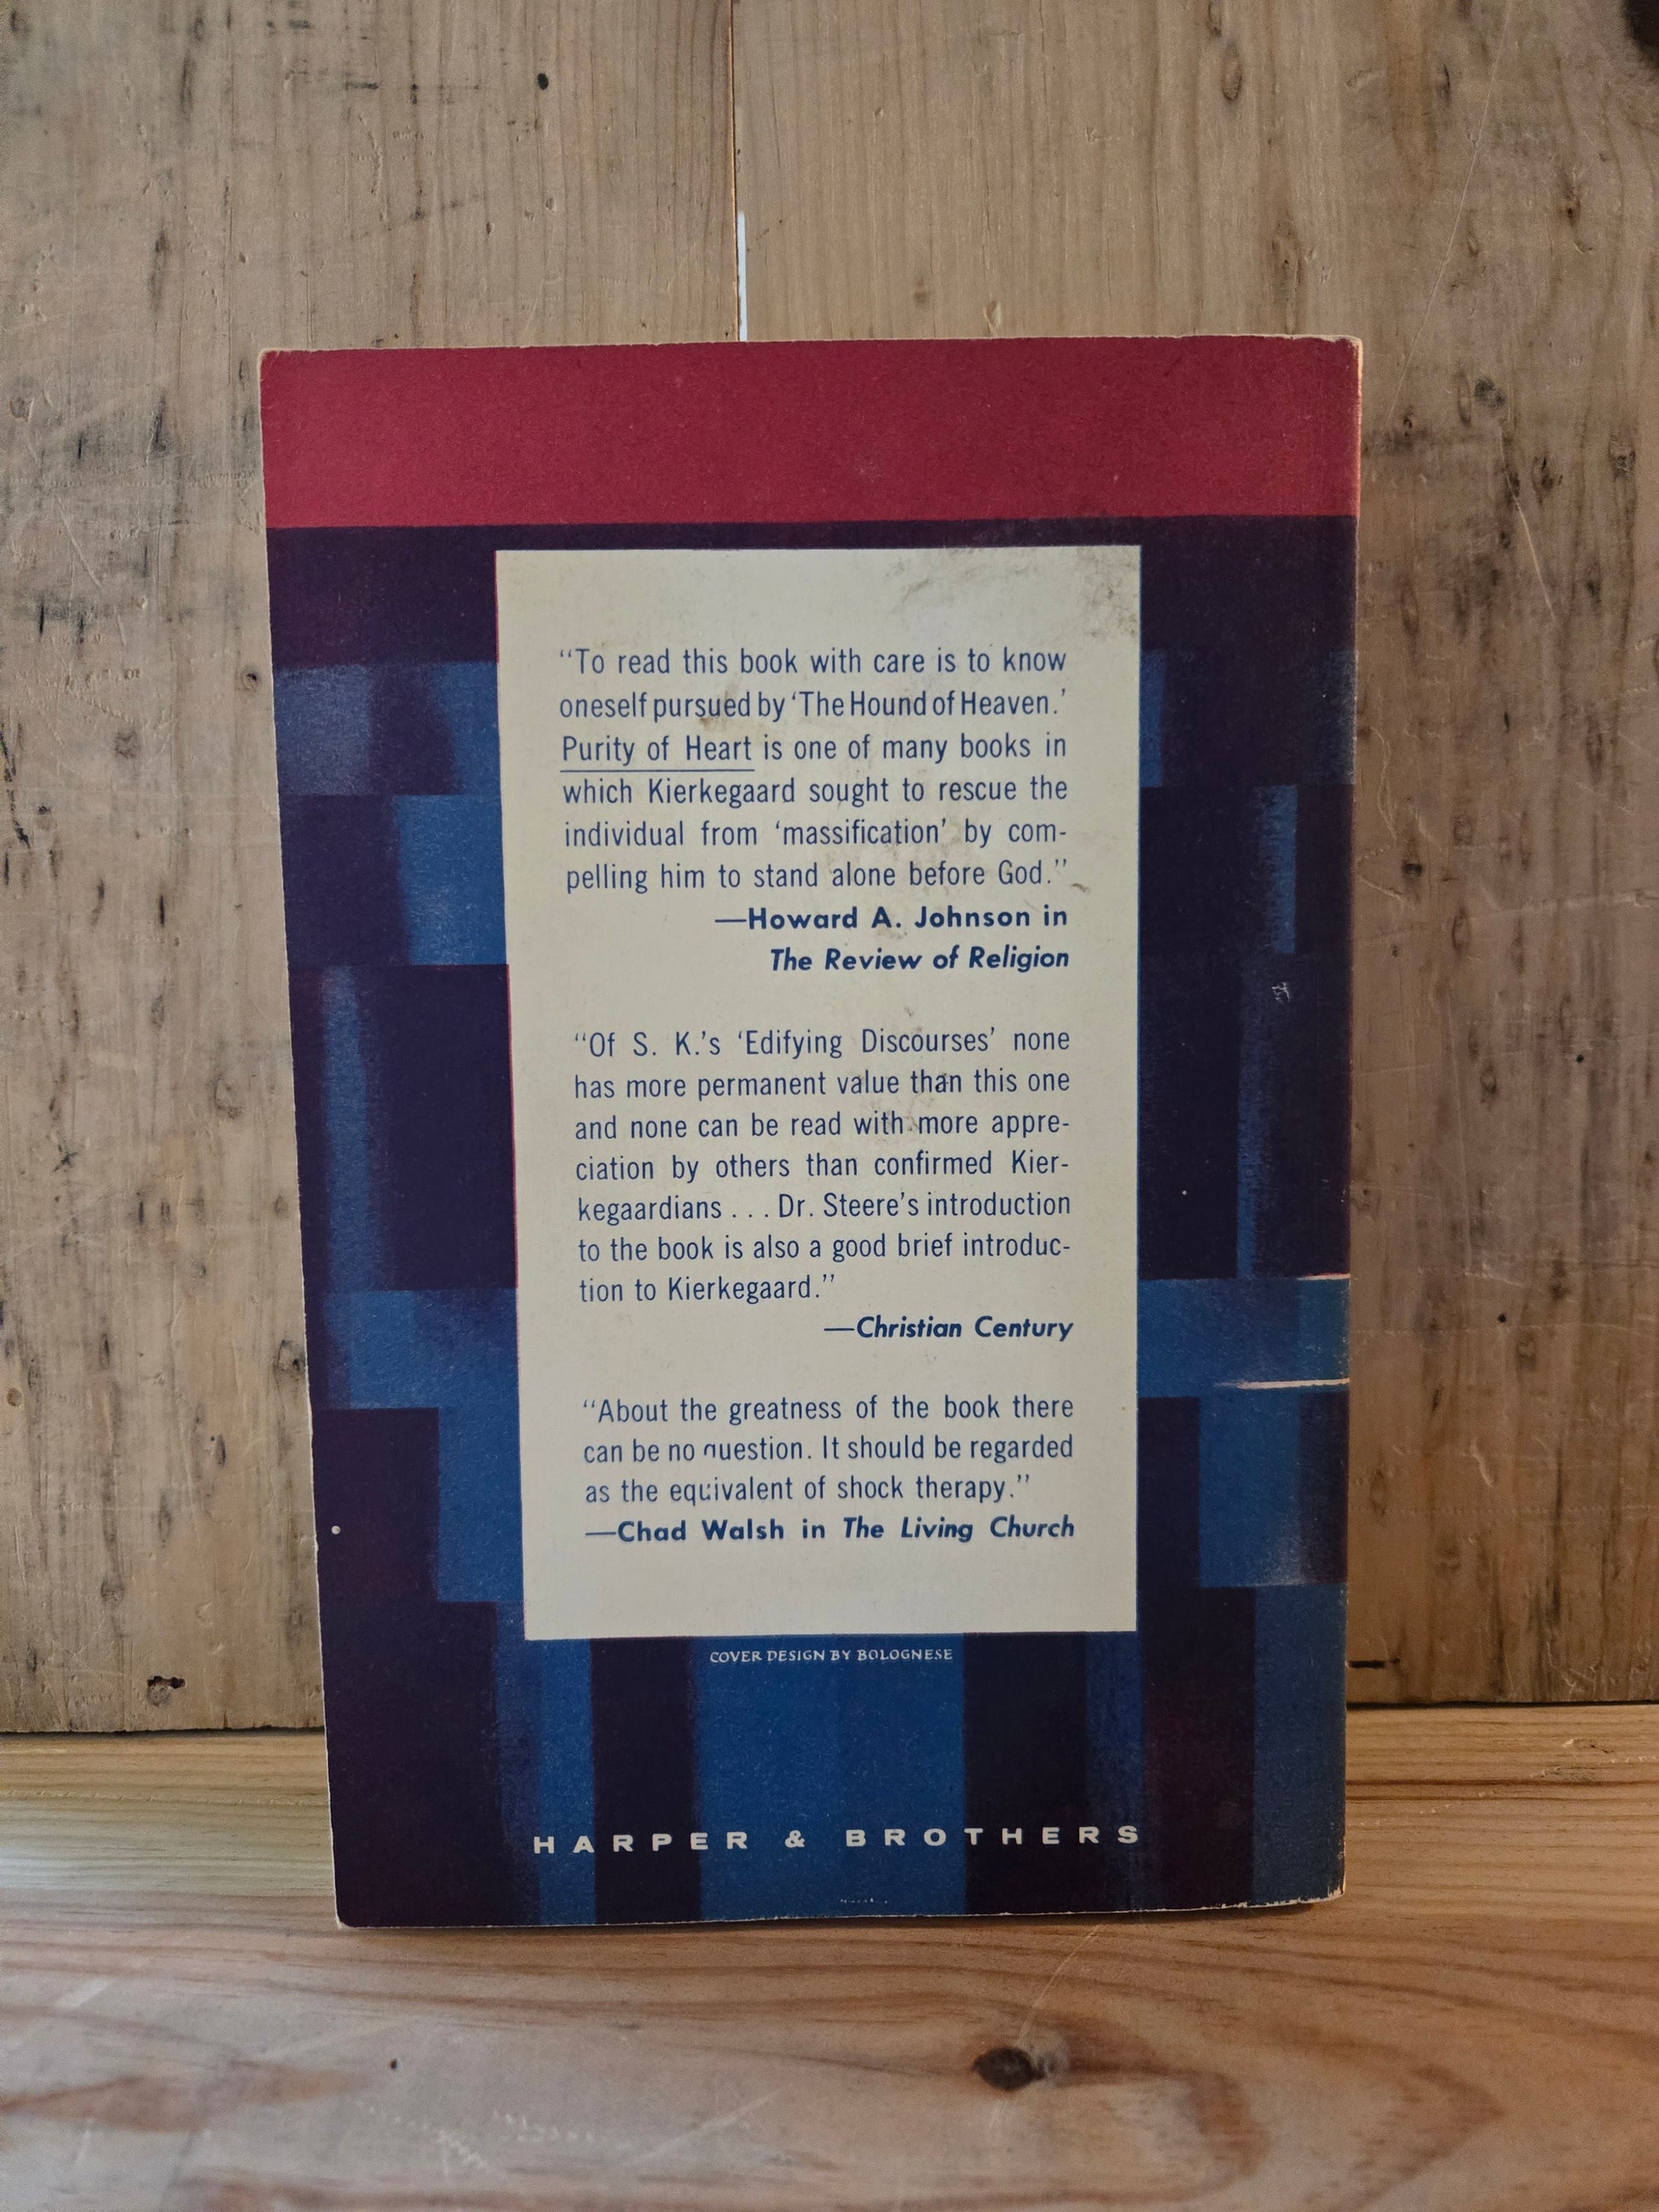 “To read this book with care is to know
oneself pursued by ‘The Hound of Heaven.’
Purity of Heart is one of many books in
which Kierkegaard sought to rescue the
individual from ‘massification’ by com-
pelling him to stand alone before God.”
—Howard A. Johnson in
The Review of Religion
“Of S. K.’s ‘Edifying Discourses’ none
has more permanent value than this one
and none can be read with more appre-
ciation by others than confirmed Kier-
kegaardians . . . Dr. Steere’s introduction
to the book is also a good brief introduc-
tion to Kierkegaard.”
—Christian Century
“About the greatness of the book there
can be no question. It should be regarded
as the equivalent of shock therapy.”
—Chad Walsh in The Living Church
COVER DESIGN BY BOLOGNESE
HARPER & BROTHERS